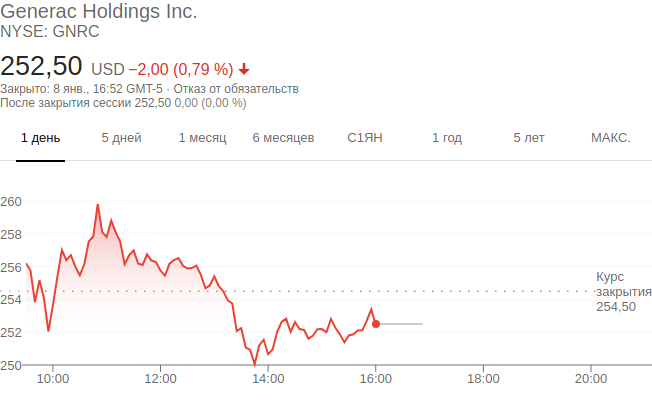 Generac Holdings Inc.
NYSE: GNRC
252,50 USD −2,00 (0,79 %)
Закрыто: 8 янв., 16:52 GMT-5 · Отказ от обязательств
После закрытия сессии 252,50 0,00 (0,00 %)
1 день 5 дней 1 месяц 6 месяцев С1ЯН 1 год 5 лет МАКС.
260
258
256
254
252
250
Курс
закрытия
254,50
10:00 12:00 14:00 16:00 18:00 20:00